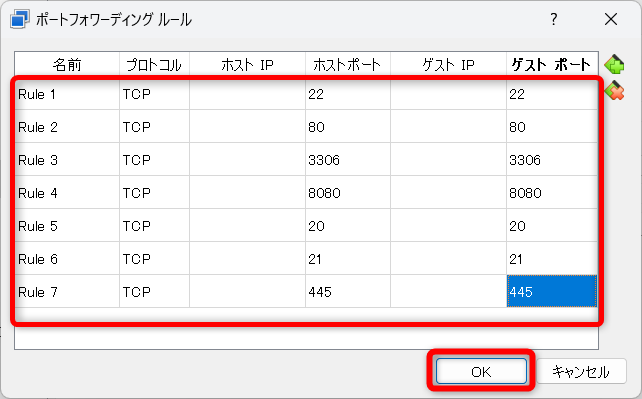 ポートフォワーディング ルール
名前 プロトコル ホスト IP ホストポート ゲスト IP ゲスト ポート
Rule 1 TCP 22 22
Rule 2 TCP 80 80
Rule 3 TCP 3306 3306
Rule 4 TCP 8080 8080
Rule 5 TCP 20 20
Rule 6 TCP 21 21
Rule 7 TCP 445 445
OK キャンセル